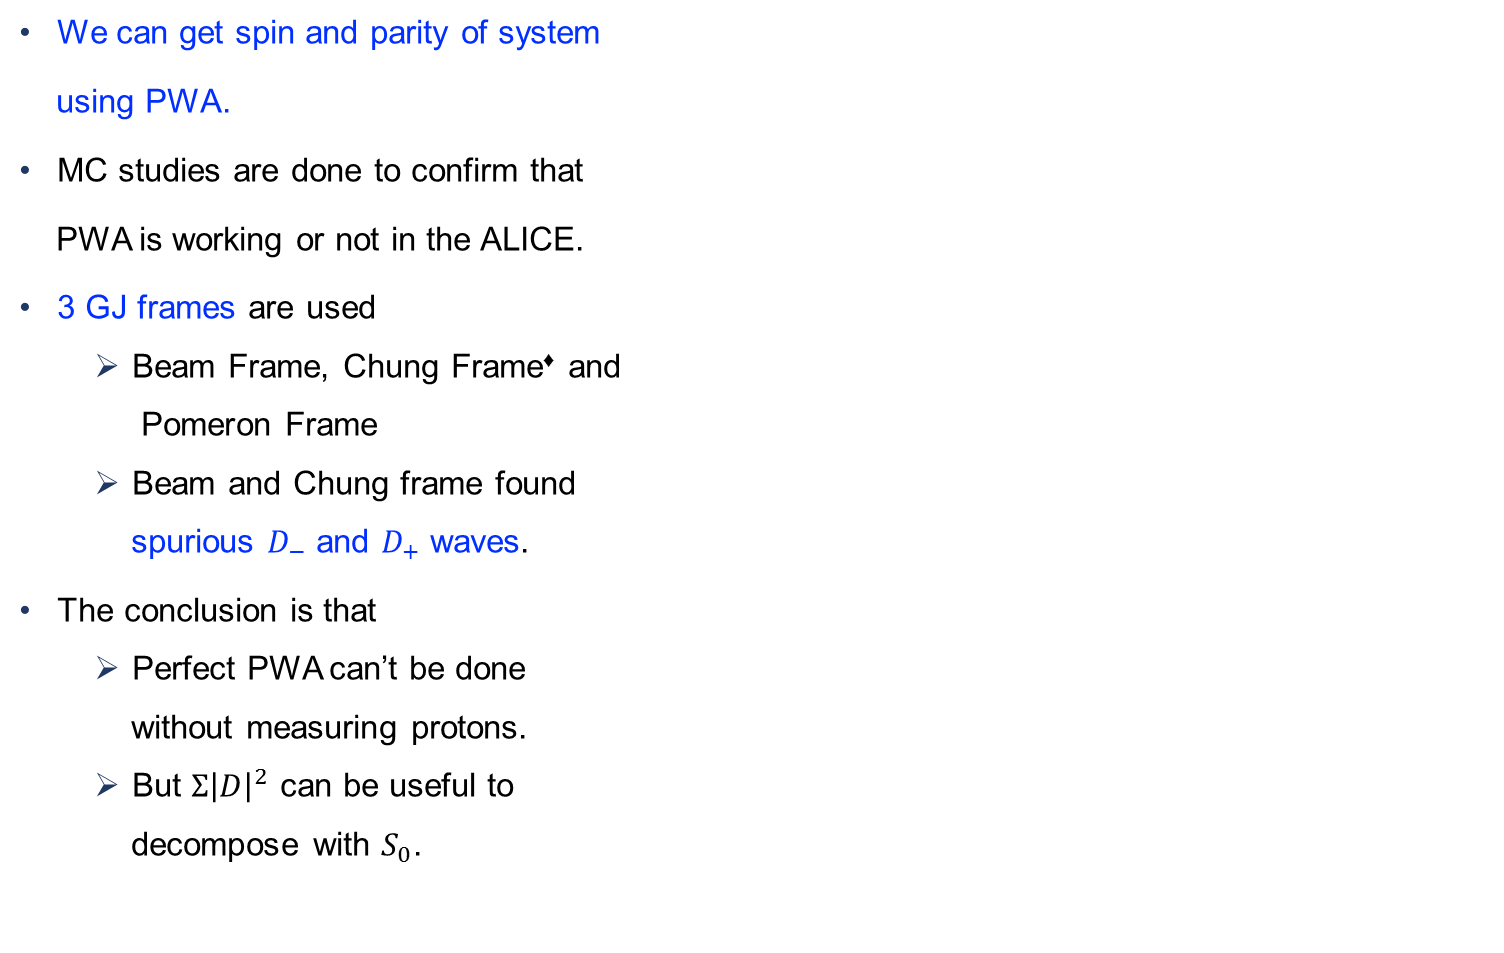 • We can get spin and parity of system
using PWA.
• MC studies are done to confirm that
PWA is working or not in the ALICE.
• 3 GJ frames are used
➢ Beam Frame, Chung Frame♦ and
Pomeron Frame
➢ Beam and Chung frame found
spurious D₋ and D₊ waves.
• The conclusion is that
➢ Perfect PWA can’t be done
without measuring protons.
➢ But Σ|D|² can be useful to
decompose with S₀.